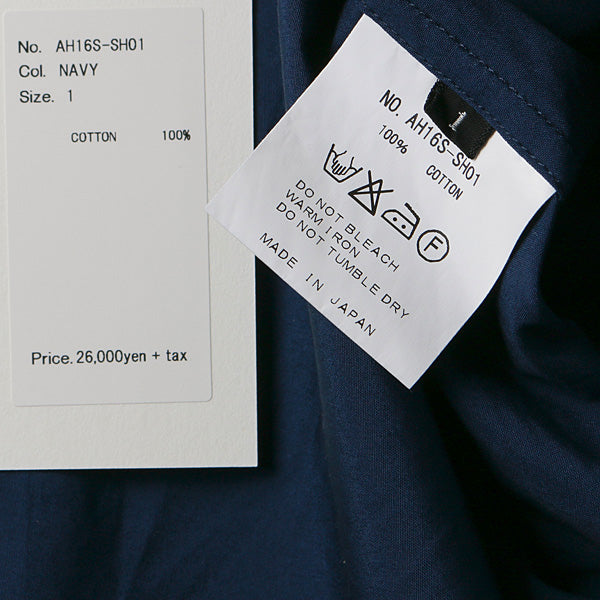 No. AH16S-SH01
Col. NAVY
Size. 1
COTTON 100%
Price. 26,000yen + tax
1
NO. AH16S-SH01
100% COTTON
F
DO NOT BLEACH
WARM IRON
DO NOT TUMBLE DRY
MADE IN JAPAN